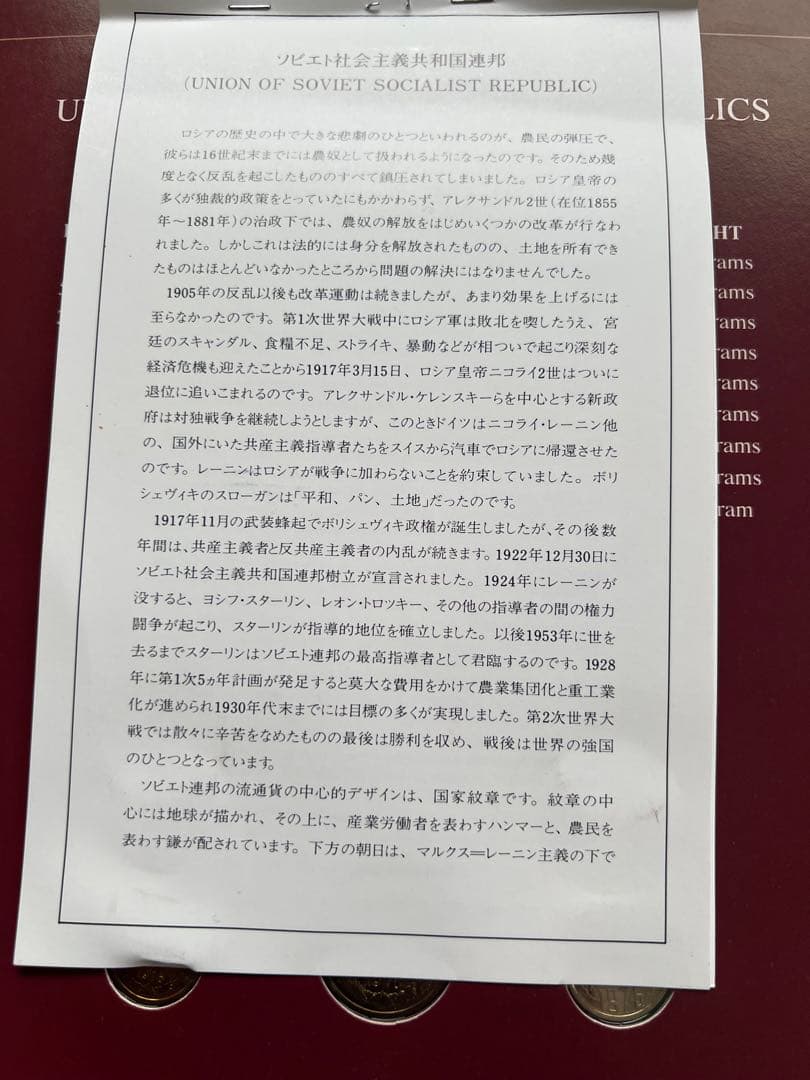 ソビエト社会主義共和国連邦
(UNION OF SOVIET SOCIALIST REPUBLIC)
ロシアの歴史の中で大きな悲劇のひとつといわれるのが、農民の弾圧で、
彼らは16世紀末までには農奴として扱われるようになったのです。そのため幾
度となく反乱を起こしたもののすべて鎮圧されてしまいました。ロシア皇帝の
多くが独裁的政策をとっていたにもかかわらず、アレクサンドル2世(在位1855
年〜1881年)の治政下では、農奴の解放をはじめいくつかの改革が行なわ
れました。しかしこれは法的には身分を解放されたものの、土地を所有でき
たものはほとんどいなかったところから問題の解決にはなりませんでした。
1905年の反乱以後も改革運動は続きましたが、あまり効果を上げるには
至らなかったのです。第1次世界大戦中にロシア軍は敗北を喫したうえ、宮
廷のスキャンダル、食糧不足、ストライキ、暴動などが相ついで起こり深刻な
経済危機も迎えたことから1917年3月15日、ロシア皇帝ニコライ2世はついに
退位に追いこまれるのです。アレクサンドル・ケレンスキーらを中心とする新政
府は対独戦争を継続しようとしますが、このときドイツはニコライ・レーニン他
の、国外にいた共産主義指導者たちをスイスから汽車でロシアに帰還させた
のです。レーニンはロシアが戦争に加わらないことを約束していました。ボリ
シェヴィキのスローガンは「平和、パン、土地」だったのです。
1917年11月の武装蜂起でボリシェヴィキ政権が誕生しましたが、その後数
年間は、共産主義者と反共産主義者の内乱が続きます。1922年12月30日に
ソビエト社会主義共和国連邦樹立が宣言されました。1924年にレーニンが
没すると、ヨシフ・スターリン、レオン・トロツキー、その他の指導者の間の権力
闘争が起こり、スターリンが指導的地位を確立しました。以後1953年に世を
去るまでスターリンはソビエト連邦の最高指導者として君臨するのです。1928
年に第1次5ヵ年計画が発足すると莫大な費用をかけて農業集団化と重工業
化が進められ1930年代末までには目標の多くが実現しました。第2次世界大
戦では散々に辛苦をなめたものの最後は勝利を収め、戦後は世界の強国
のひとつとなっています。
ソビエト連邦の流通貨の中心的デザインは、国家紋章です。紋章の中
心には地球が描かれ、その上に、産業労働者を表わすハンマーと、農民を
表わす鎌が配されています。下方の朝日は、マルクス＝レーニン主義の下で
U
LICS
HT
rams
rams
rams
rams
rams
rams
rams
rams
ram